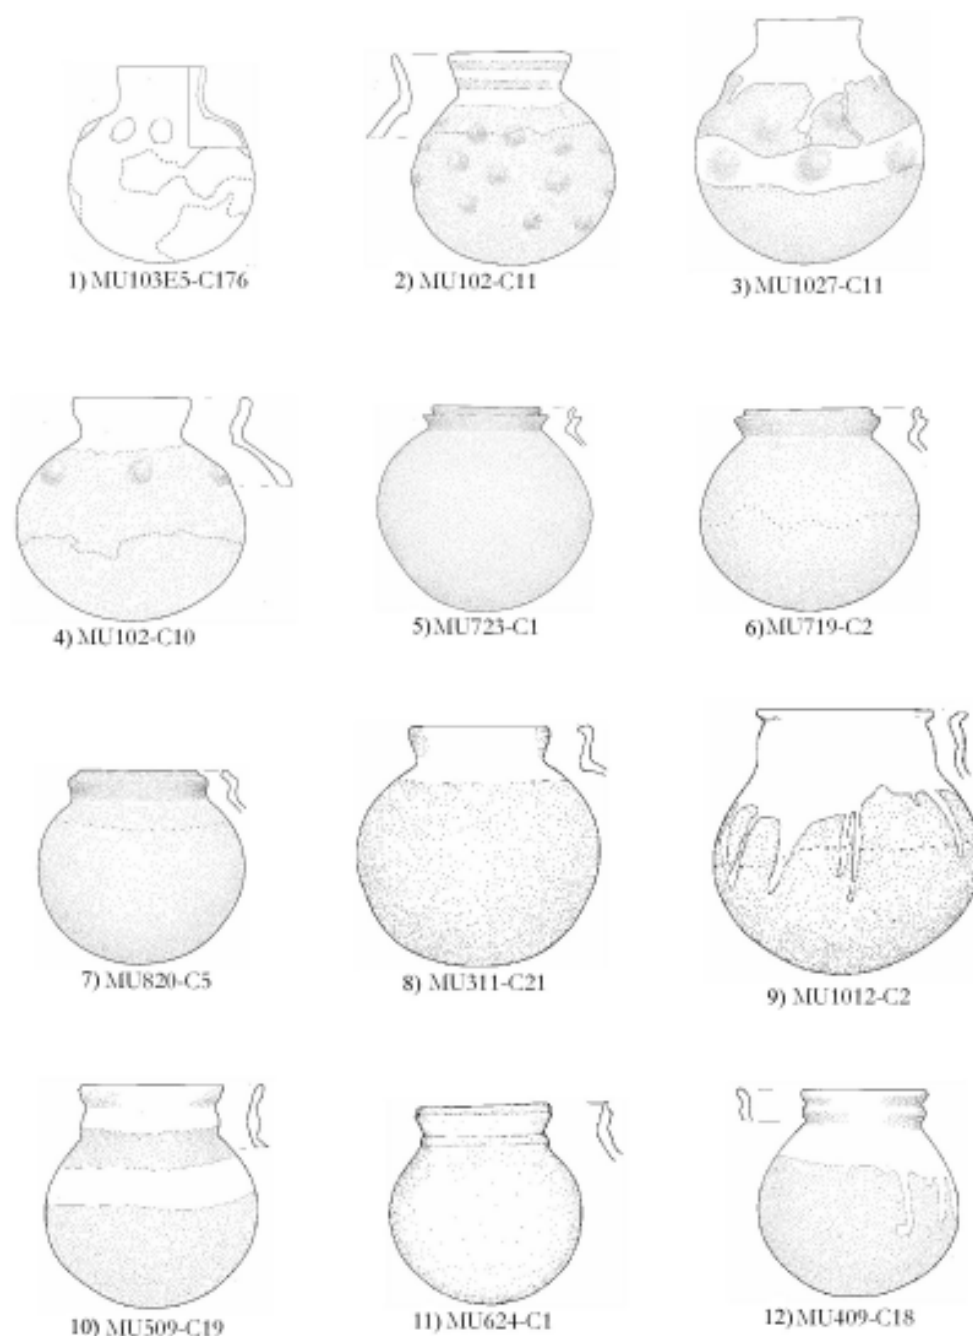 1) MU103E5-C176
2) MU102-C11
3) MU1027-C11
4) MU102-C10
5) MU723-C1
6)MU719-C2
7) MU820-C5
8) MU311-C21
9) MU1012-C2
10) MU509-C19
11) MU624-C1
12) MU409-C18